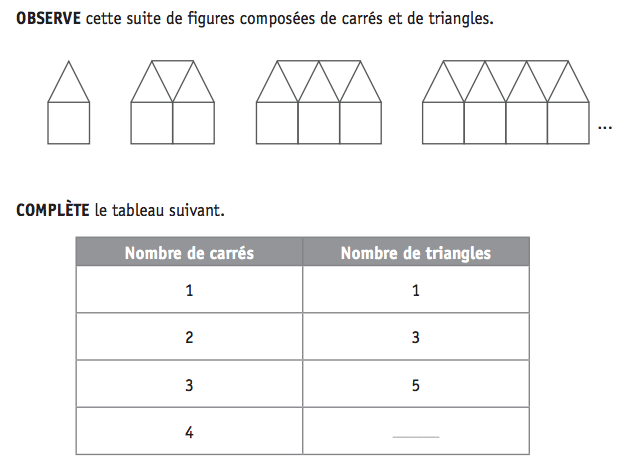 OBSERVE cette suite de figures composées de carrés et de triangles.
...
COMPLÈTE le tableau suivant.
Nombre de carrés Nombre de triangles
1 1
2 3
3 5
4 ____